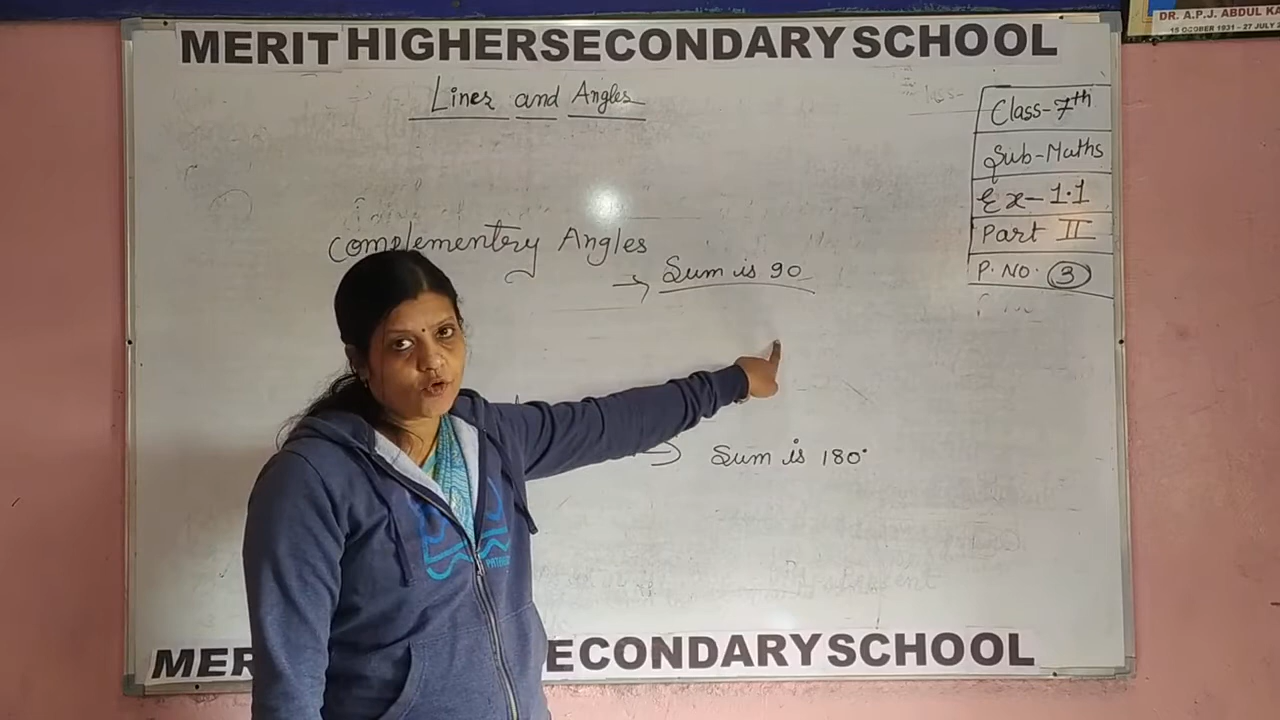 DR. A.P.J. ABDUL KA
MERIT HIGHERSECONDARY SCHOOL
Lines and Angles
Class-7th
Sub-Maths
Ex-1.1
Part II
P. No. 3
Complementry Angles
→ Sum is 90
→ Sum is 180°
MER
ECONDARY SCHOOL